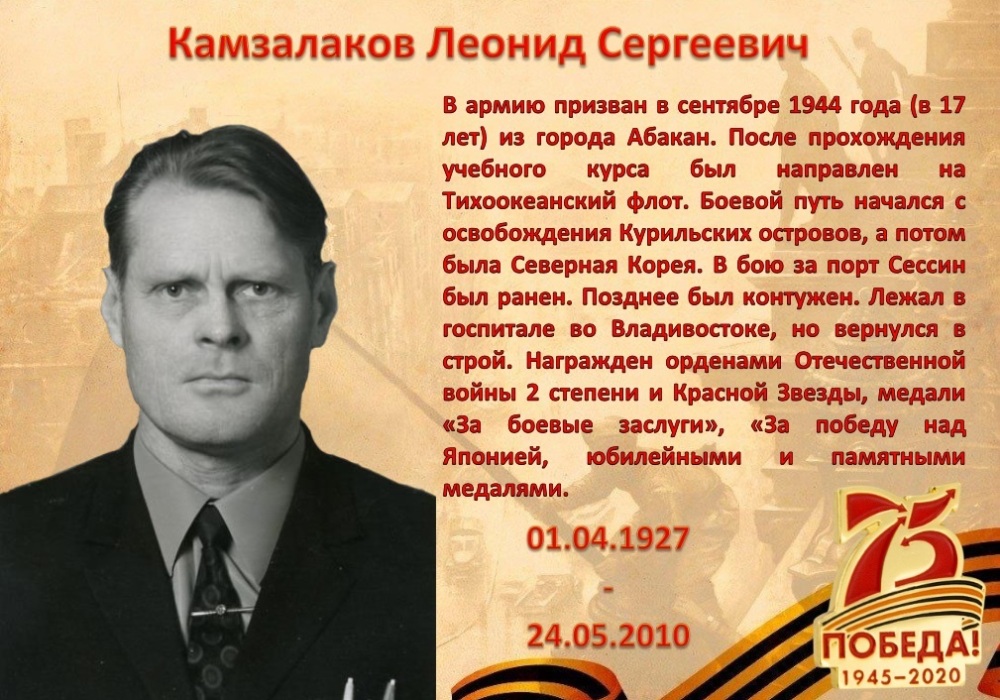 Камзалаков Леонид Сергеевич
В армию призван в сентябре 1944 года (в 17
лет) из города Абакан. После прохождения
учебного курса был направлен на
Тихоокеанский флот. Боевой путь начался с
освобождения Курильских островов, а потом
была Северная Корея. В бою за порт Сессин
был ранен. Позднее был контужен. Лежал в
госпитале во Владивостоке, но вернулся в
строй. Награжден орденами Отечественной
войны 2 степени и Красной Звезды, медали
«За боевые заслуги», «За победу над
Японией, юбилейными и памятными
медалями.
01.04.1927
-
24.05.2010
75
ПОБЕДА!
1945–2020